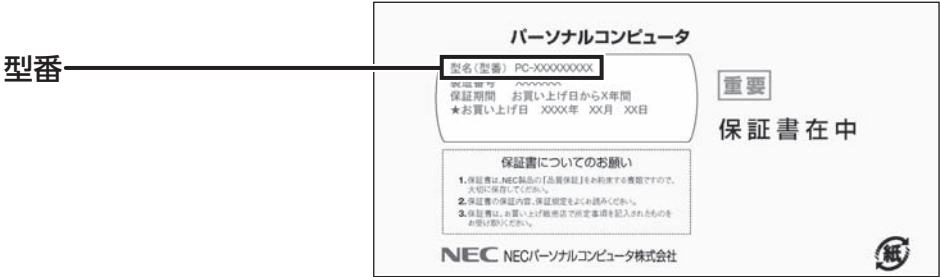 型番
パーソナルコンピュータ
型名(型番) PC-XXXXXXXXX
製造番号 XXXXXXX
保証期間 お買い上げ日からX年間
★お買い上げ日 XXXX年 XX月 XX日
重要
保証書在中
保証書についてのお願い
1.保証書は、NEC製品の「品質保証」をお約束する書類ですので、
大切に保存してください。
2.保証書の保証内容、保証規定をよくお読みください。
3.保証書は、お買い上げ販売店で所定事項を記入されたものを
お受け取りください。
NEC NECパーソナルコンピュータ株式会社
紙